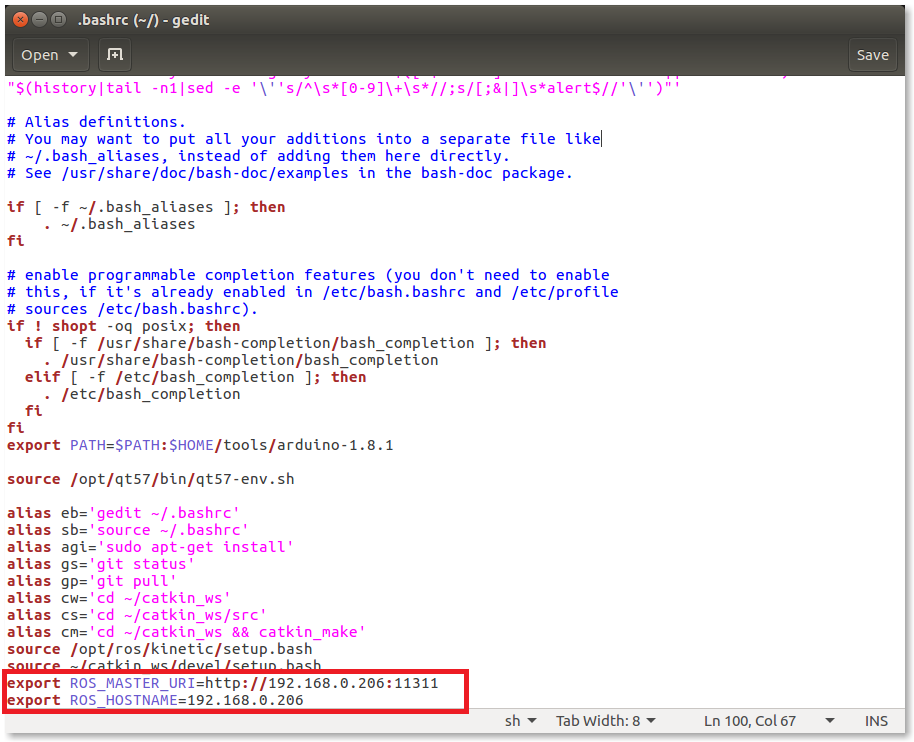 .bashrc (~/) - gedit
Open
Save
"$(history|tail -n1|sed -e '\''s/^\s*[0-9]\+\s*//;s/[;&|]\s*alert$//'\'')"'
# Alias definitions.
# You may want to put all your additions into a separate file like
# ~/.bash_aliases, instead of adding them here directly.
# See /usr/share/doc/bash-doc/examples in the bash-doc package.
if [ -f ~/.bash_aliases ]; then
    . ~/.bash_aliases
fi
# enable programmable completion features (you don't need to enable
# this, if it's already enabled in /etc/bash.bashrc and /etc/profile
# sources /etc/bash.bashrc).
if ! shopt -oq posix; then
  if [ -f /usr/share/bash-completion/bash_completion ]; then
    . /usr/share/bash-completion/bash_completion
  elif [ -f /etc/bash_completion ]; then
    . /etc/bash_completion
  fi
fi
export PATH=$PATH:$HOME/tools/arduino-1.8.1
source /opt/qt57/bin/qt57-env.sh
alias eb='gedit ~/.bashrc'
alias sb='source ~/.bashrc'
alias agi='sudo apt-get install'
alias gs='git status'
alias gp='git pull'
alias cw='cd ~/catkin_ws'
alias cs='cd ~/catkin_ws/src'
alias cm='cd ~/catkin_ws && catkin_make'
source /opt/ros/kinetic/setup.bash
source ~/catkin_ws/devel/setup.bash
export ROS_MASTER_URI=http://192.168.0.206:11311
export ROS_HOSTNAME=192.168.0.206
sh Tab Width: 8 Ln 100, Col 67 INS